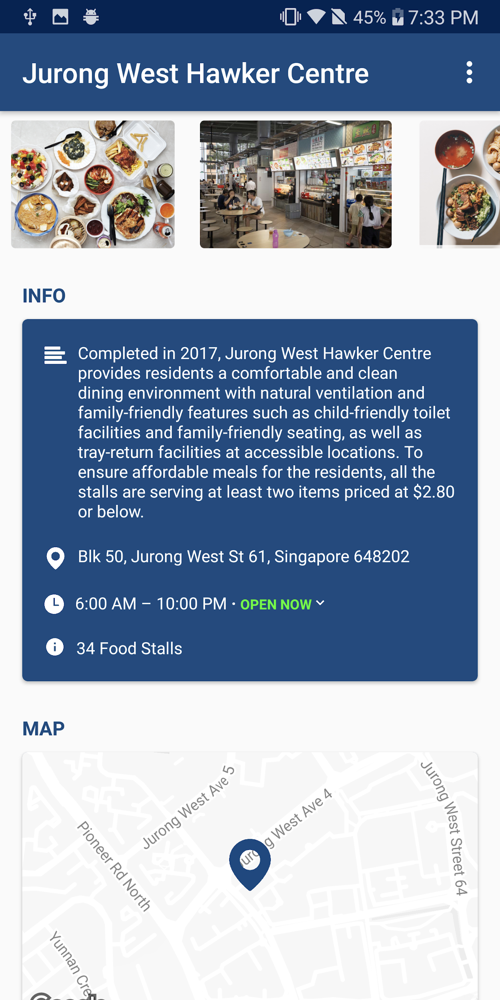 45% 7:33 PM
Jurong West Hawker Centre
INFO
Completed in 2017, Jurong West Hawker Centre
provides residents a comfortable and clean
dining environment with natural ventilation and
family-friendly features such as child-friendly toilet
facilities and family-friendly seating, as well as
tray-return facilities at accessible locations. To
ensure affordable meals for the residents, all the
stalls are serving at least two items priced at $2.80
or below.
Blk 50, Jurong West St 61, Singapore 648202
6:00 AM – 10:00 PM • OPEN NOW
34 Food Stalls
MAP
Jurong West Ave 5
Jurong West Ave 4
Jurong West Street 64
Pioneer Rd North
Yunnan Cre